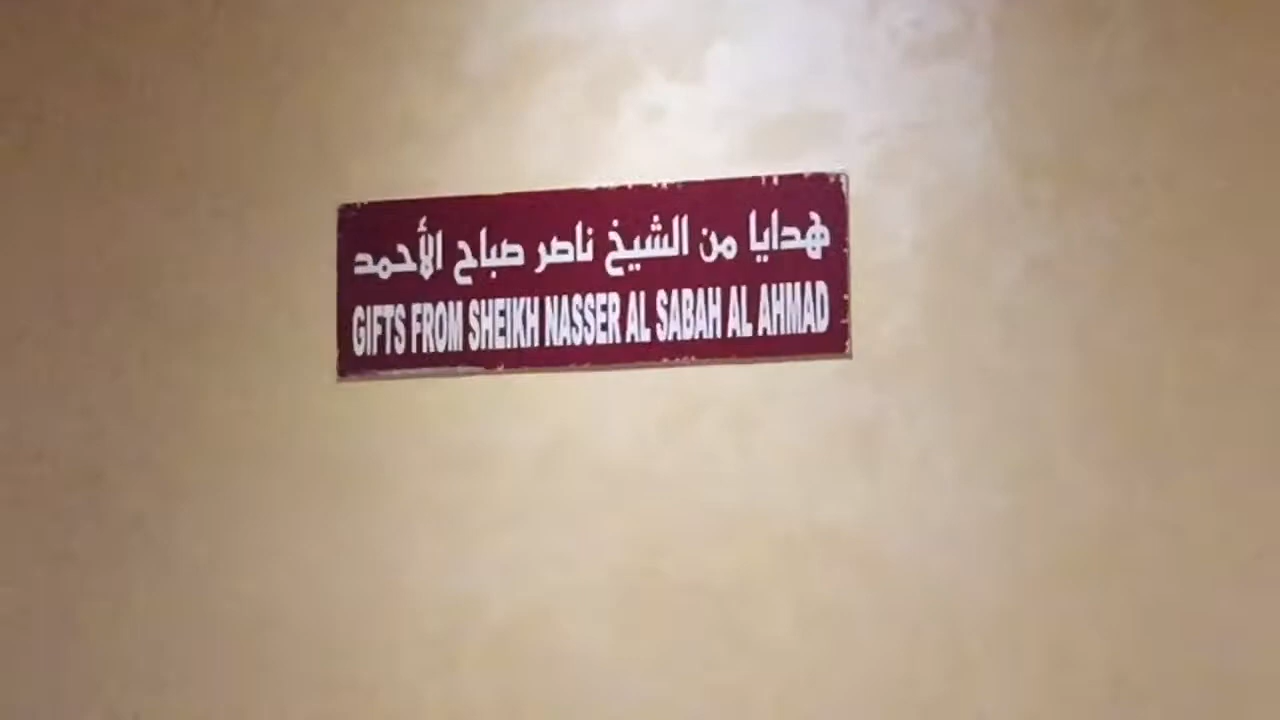 هدايا من الشيخ ناصر صباح الأحمد
GIFTS FROM SHEIKH NASSER AL SABAH AL AHMAD